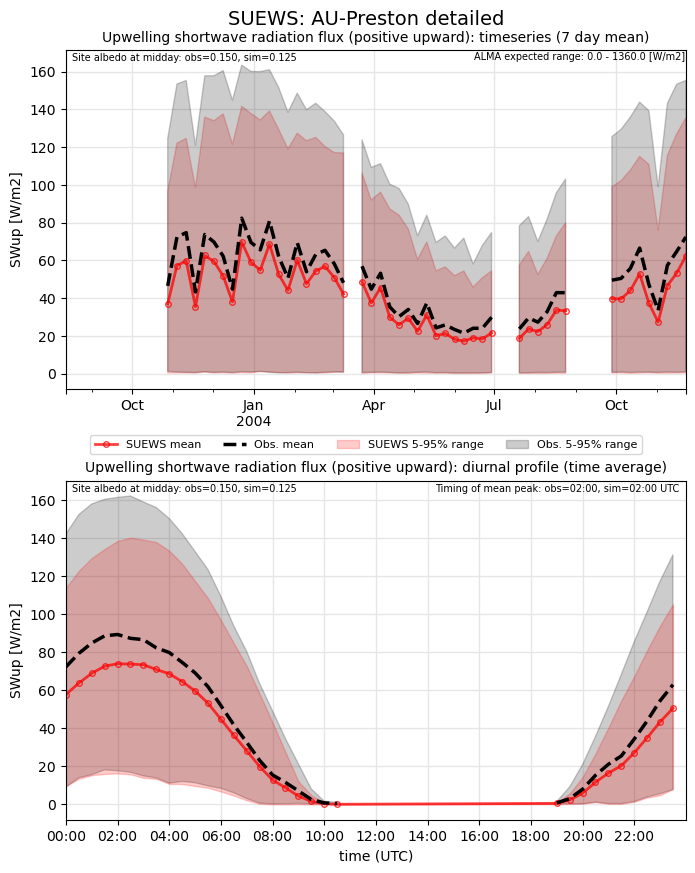 SUEWS: AU-Preston detailed
Upwelling shortwave radiation flux (positive upward): timeseries (7 day mean)
Site albedo at midday: obs=0.150, sim=0.125
ALMA expected range: 0.0 - 1360.0 [W/m2]
160
140
120
100
80
60
40
20
0
SWup [W/m2]
Oct
Jan
2004
Apr
Jul
Oct
SUEWS mean
Obs. mean
SUEWS 5-95% range
Obs. 5-95% range
Upwelling shortwave radiation flux (positive upward): diurnal profile (time average)
Site albedo at midday: obs=0.150, sim=0.125
Timing of mean peak: obs=02:00, sim=02:00 UTC
160
140
120
100
80
60
40
20
0
SWup [W/m2]
00:00
02:00
04:00
06:00
08:00
10:00
12:00
14:00
16:00
18:00
20:00
22:00
time (UTC)